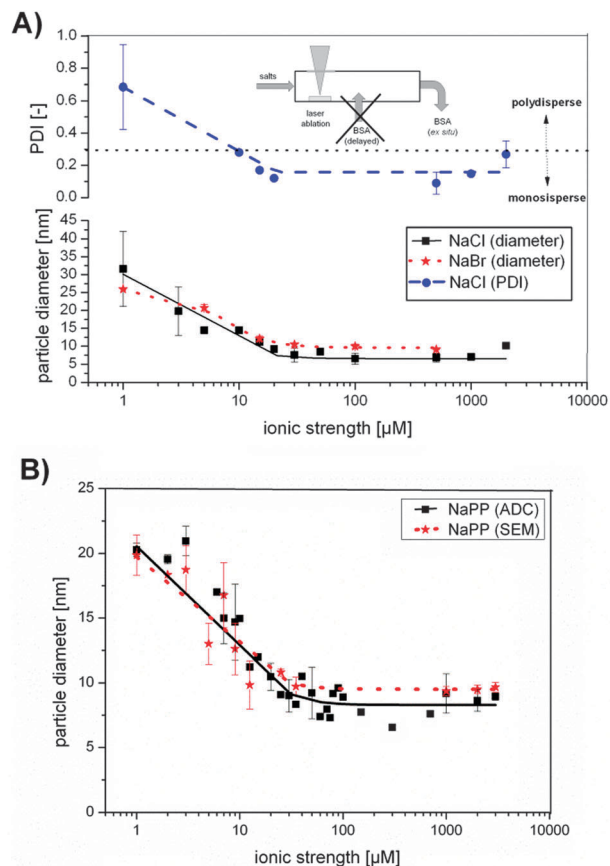 A)
1.0
0.8
0.6
0.4
0.2
0.0
PDI [-]
salts
laser
ablation
BSA
(delayed)
BSA
(ex situ)
polydisperse
monosisperse
45
40
35
30
25
20
15
10
5
0
particle diameter [nm]
NaCl (diameter)
NaBr (diameter)
NaCl (PDI)
1 10 100 1000 10000
ionic strength [µM]
B)
25
20
15
10
5
0
particle diameter [nm]
NaPP (ADC)
NaPP (SEM)
1 10 100 1000 10000
ionic strength [µM]